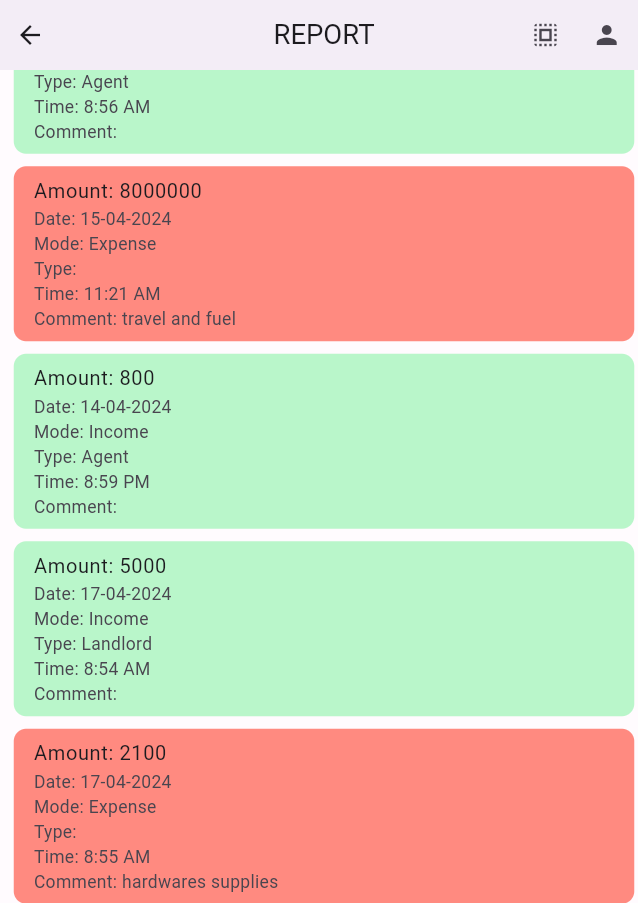 REPORT
Type: Agent
Time: 8:56 AM
Comment:
Amount: 8000000
Date: 15-04-2024
Mode: Expense
Type:
Time: 11:21 AM
Comment: travel and fuel
Amount: 800
Date: 14-04-2024
Mode: Income
Type: Agent
Time: 8:59 PM
Comment:
Amount: 5000
Date: 17-04-2024
Mode: Income
Type: Landlord
Time: 8:54 AM
Comment:
Amount: 2100
Date: 17-04-2024
Mode: Expense
Type:
Time: 8:55 AM
Comment: hardwares supplies